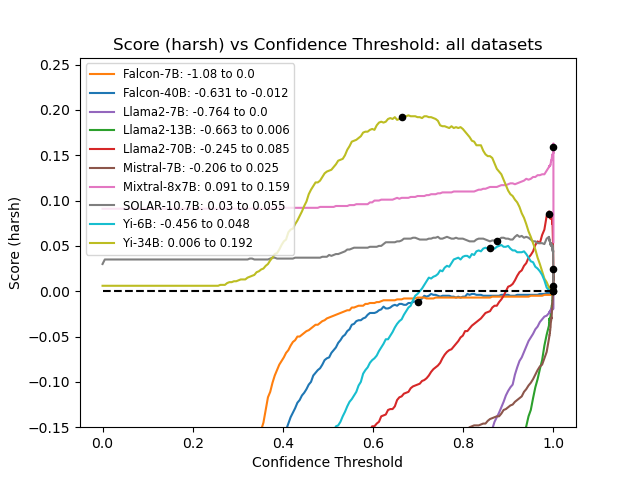 Score (harsh) vs Confidence Threshold: all datasets
Score (harsh)
0.25
0.20
0.15
0.10
0.05
0.00
−0.05
−0.10
−0.15
Falcon-7B: -1.08 to 0.0
Falcon-40B: -0.631 to -0.012
Llama2-7B: -0.764 to 0.0
Llama2-13B: -0.663 to 0.006
Llama2-70B: -0.245 to 0.085
Mistral-7B: -0.206 to 0.025
Mixtral-8x7B: 0.091 to 0.159
SOLAR-10.7B: 0.03 to 0.055
Yi-6B: -0.456 to 0.048
Yi-34B: 0.006 to 0.192
0.0 0.2 0.4 0.6 0.8 1.0
Confidence Threshold